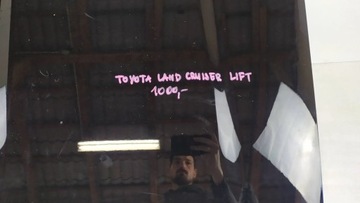 TOYOTA LAND CRUISER LIFT
1000,-